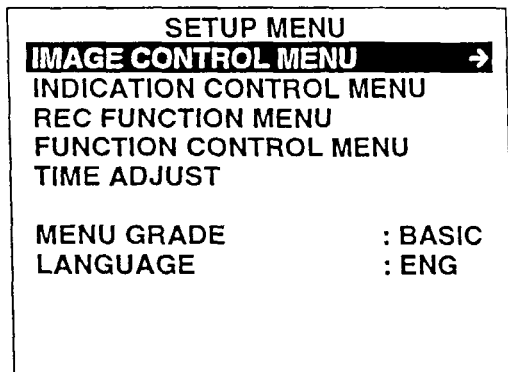 SETUP MENU
IMAGE CONTROL MENU →
INDICATION CONTROL MENU
REC FUNCTION MENU
FUNCTION CONTROL MENU
TIME ADJUST
MENU GRADE : BASIC
LANGUAGE : ENG